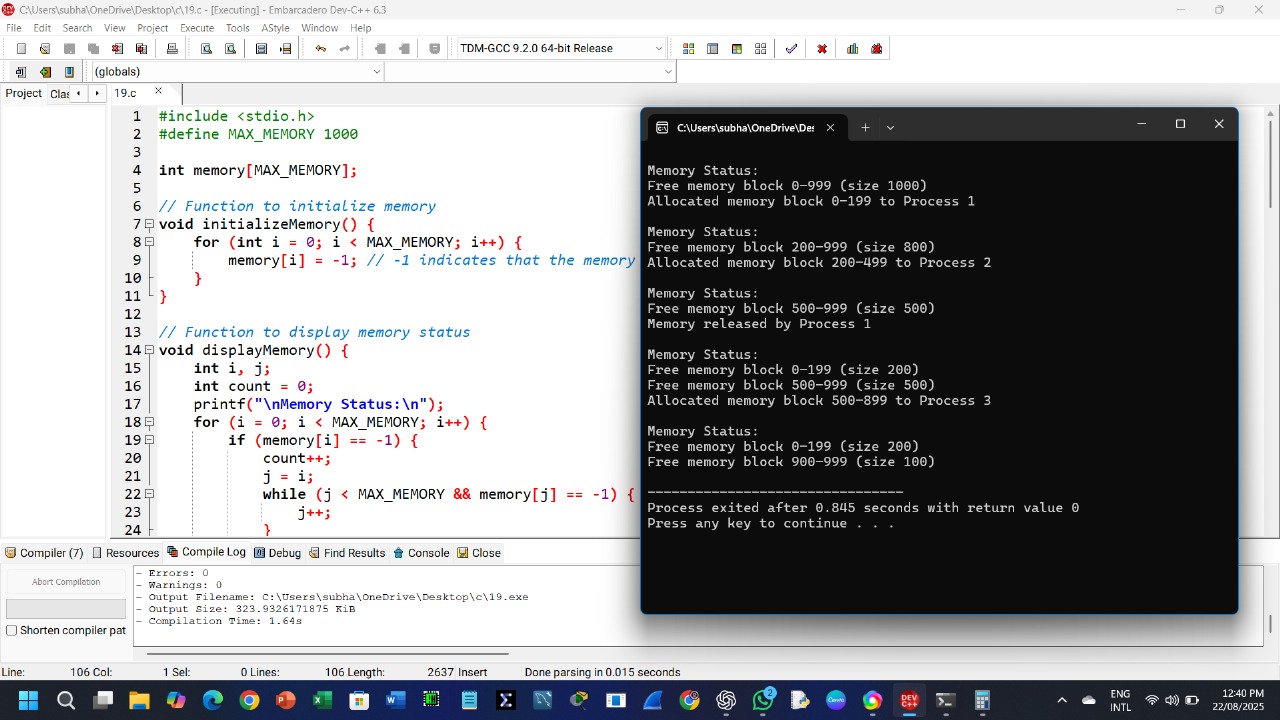 C:\Users\subha\OneDrive\Desktop\c\19.c - [Executing] - Embarcadero Dev-C++ 6.3
File Edit Search View Project Execute Tools AStyle Window Help
TDM-GCC 9.2.0 64-bit Release
(globals)
Project Clas 19.c
1 #include <stdio.h>
2 #define MAX_MEMORY 1000
3
4 int memory[MAX_MEMORY];
5
6 // Function to initialize memory
7 void initializeMemory() {
8 for (int i = 0; i < MAX_MEMORY; i++) {
9 memory[i] = -1; // -1 indicates that the memory
10 }
11 }
12
13 // Function to display memory status
14 void displayMemory() {
15 int i, j;
16 int count = 0;
17 printf("\nMemory Status:\n");
18 for (i = 0; i < MAX_MEMORY; i++) {
19 if (memory[i] == -1) {
20 count++;
21 j = i;
22 while (j < MAX_MEMORY && memory[j] == -1) {
23 j++;
24 }
C:\Users\subha\OneDrive\Des
Memory Status:
Free memory block 0-999 (size 1000)
Allocated memory block 0-199 to Process 1
Memory Status:
Free memory block 200-999 (size 800)
Allocated memory block 200-499 to Process 2
Memory Status:
Free memory block 500-999 (size 500)
Memory released by Process 1
Memory Status:
Free memory block 0-199 (size 200)
Free memory block 500-999 (size 500)
Allocated memory block 500-899 to Process 3
Memory Status:
Free memory block 0-199 (size 200)
Free memory block 900-999 (size 100)
--------------------------------
Process exited after 0.845 seconds with return value 0
Press any key to continue . . .
Compiler (7) Resources Compile Log Debug Find Results Console Close
Abort Compilation
Shorten compiler pat
- Errors: 0
- Warnings: 0
- Output Filename: C:\Users\subha\OneDrive\Desktop\c\19.exe
- Output Size: 323.9326171875 KiB
- Compilation Time: 1.64s
Line: 106 Col: 1 Sel: 0 Lines: 106 Length: 2637 Insert Done parsing in 0.015 seconds
DEV C++
2
ENG
INTL
12:40 PM
22/08/2025